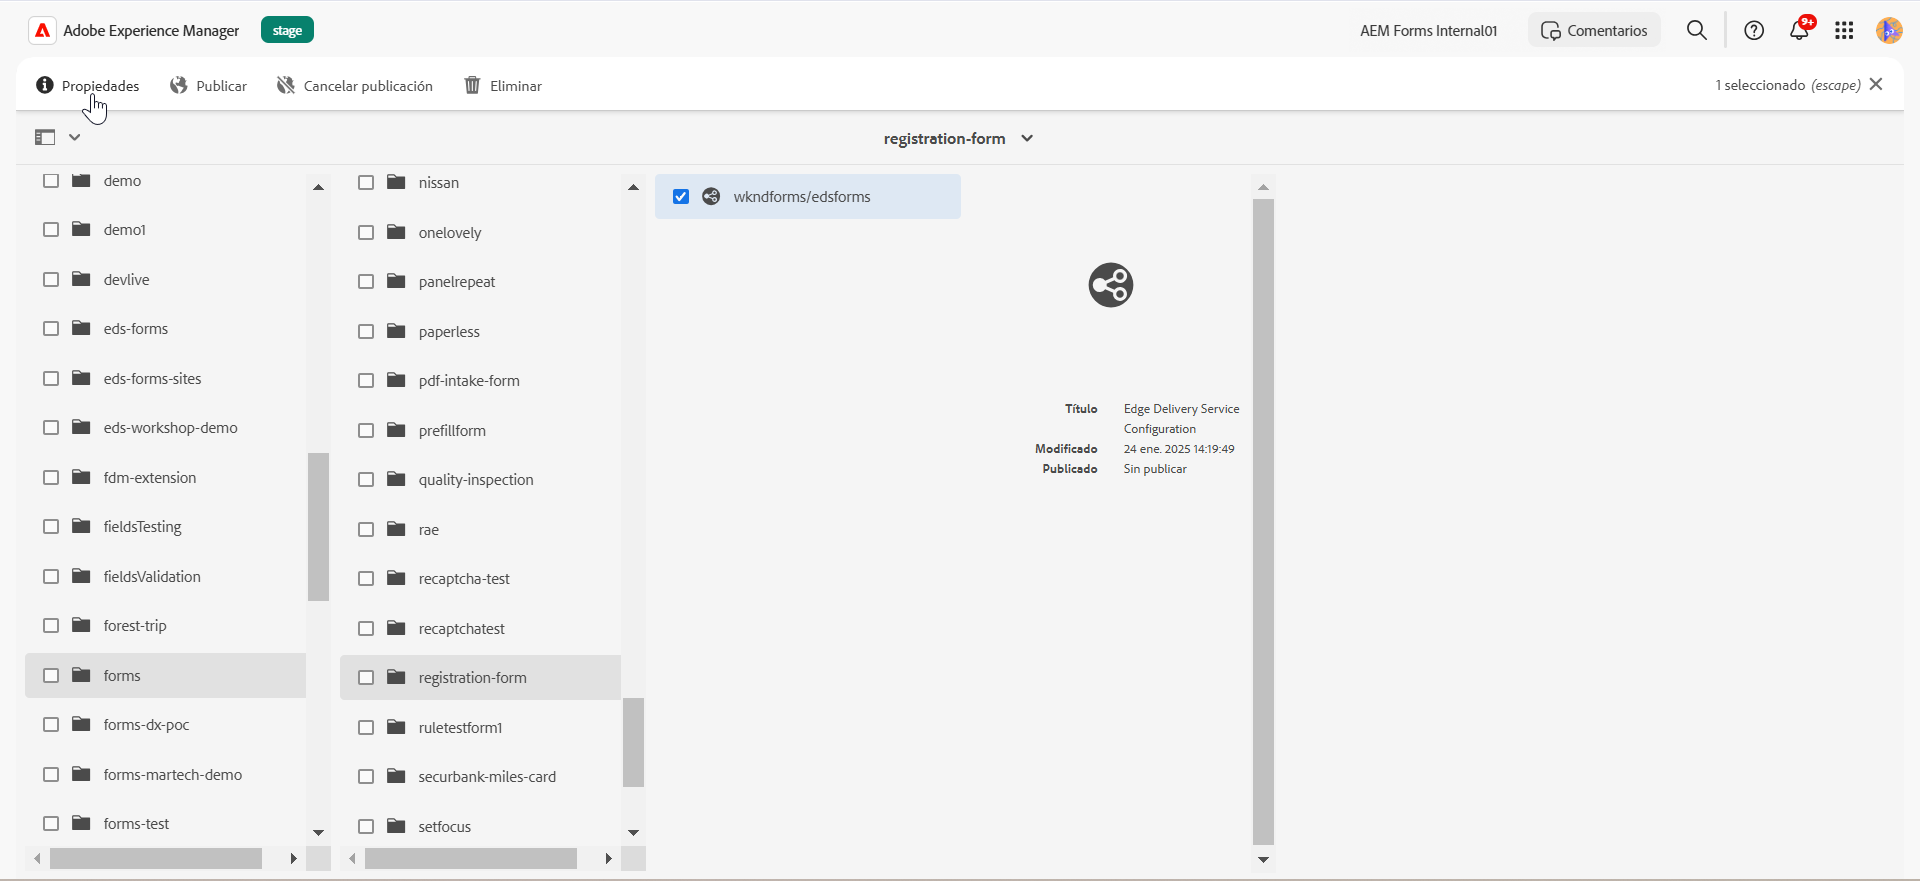 Adobe Experience Manager
stage
AEM Forms Internal01
Comentarios
9+
Propiedades
Publicar
Cancelar publicación
Eliminar
1 seleccionado (escape)
registration-form
demo
demo1
devlive
eds-forms
eds-forms-sites
eds-workshop-demo
fdm-extension
fieldsTesting
fieldsValidation
forest-trip
forms
forms-dx-poc
forms-martech-demo
forms-test
nissan
onelovely
panelrepeat
paperless
pdf-intake-form
prefillform
quality-inspection
rae
recaptcha-test
recaptchatest
registration-form
ruletestform1
securbank-miles-card
setfocus
wkndforms/edsforms
Título Edge Delivery Service
Configuration
Modificado 24 ene. 2025 14:19:49
Publicado Sin publicar